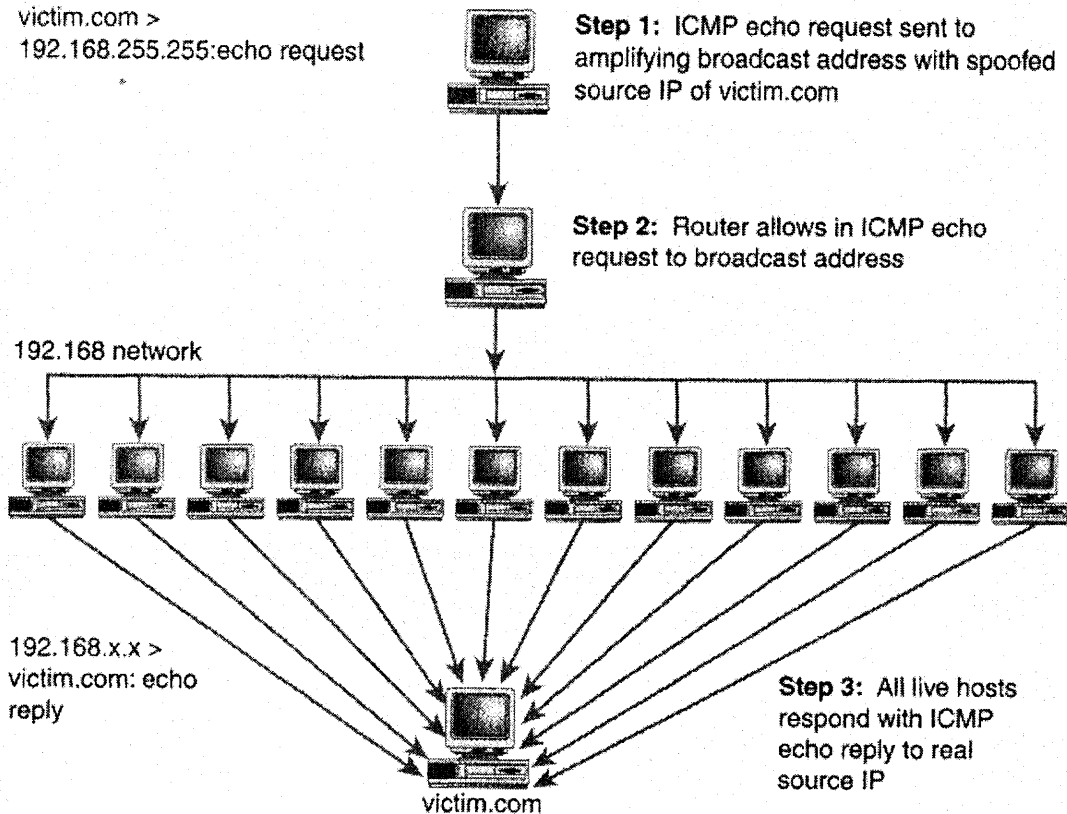 victim.com >
192.168.255.255:echo request
Step 1: ICMP echo request sent to
amplifying broadcast address with spoofed
source IP of victim.com
Step 2: Router allows in ICMP echo
request to broadcast address
192.168 network
192.168.x.x >
victim.com: echo
reply
Step 3: All live hosts
respond with ICMP
echo reply to real
source IP
victim.com